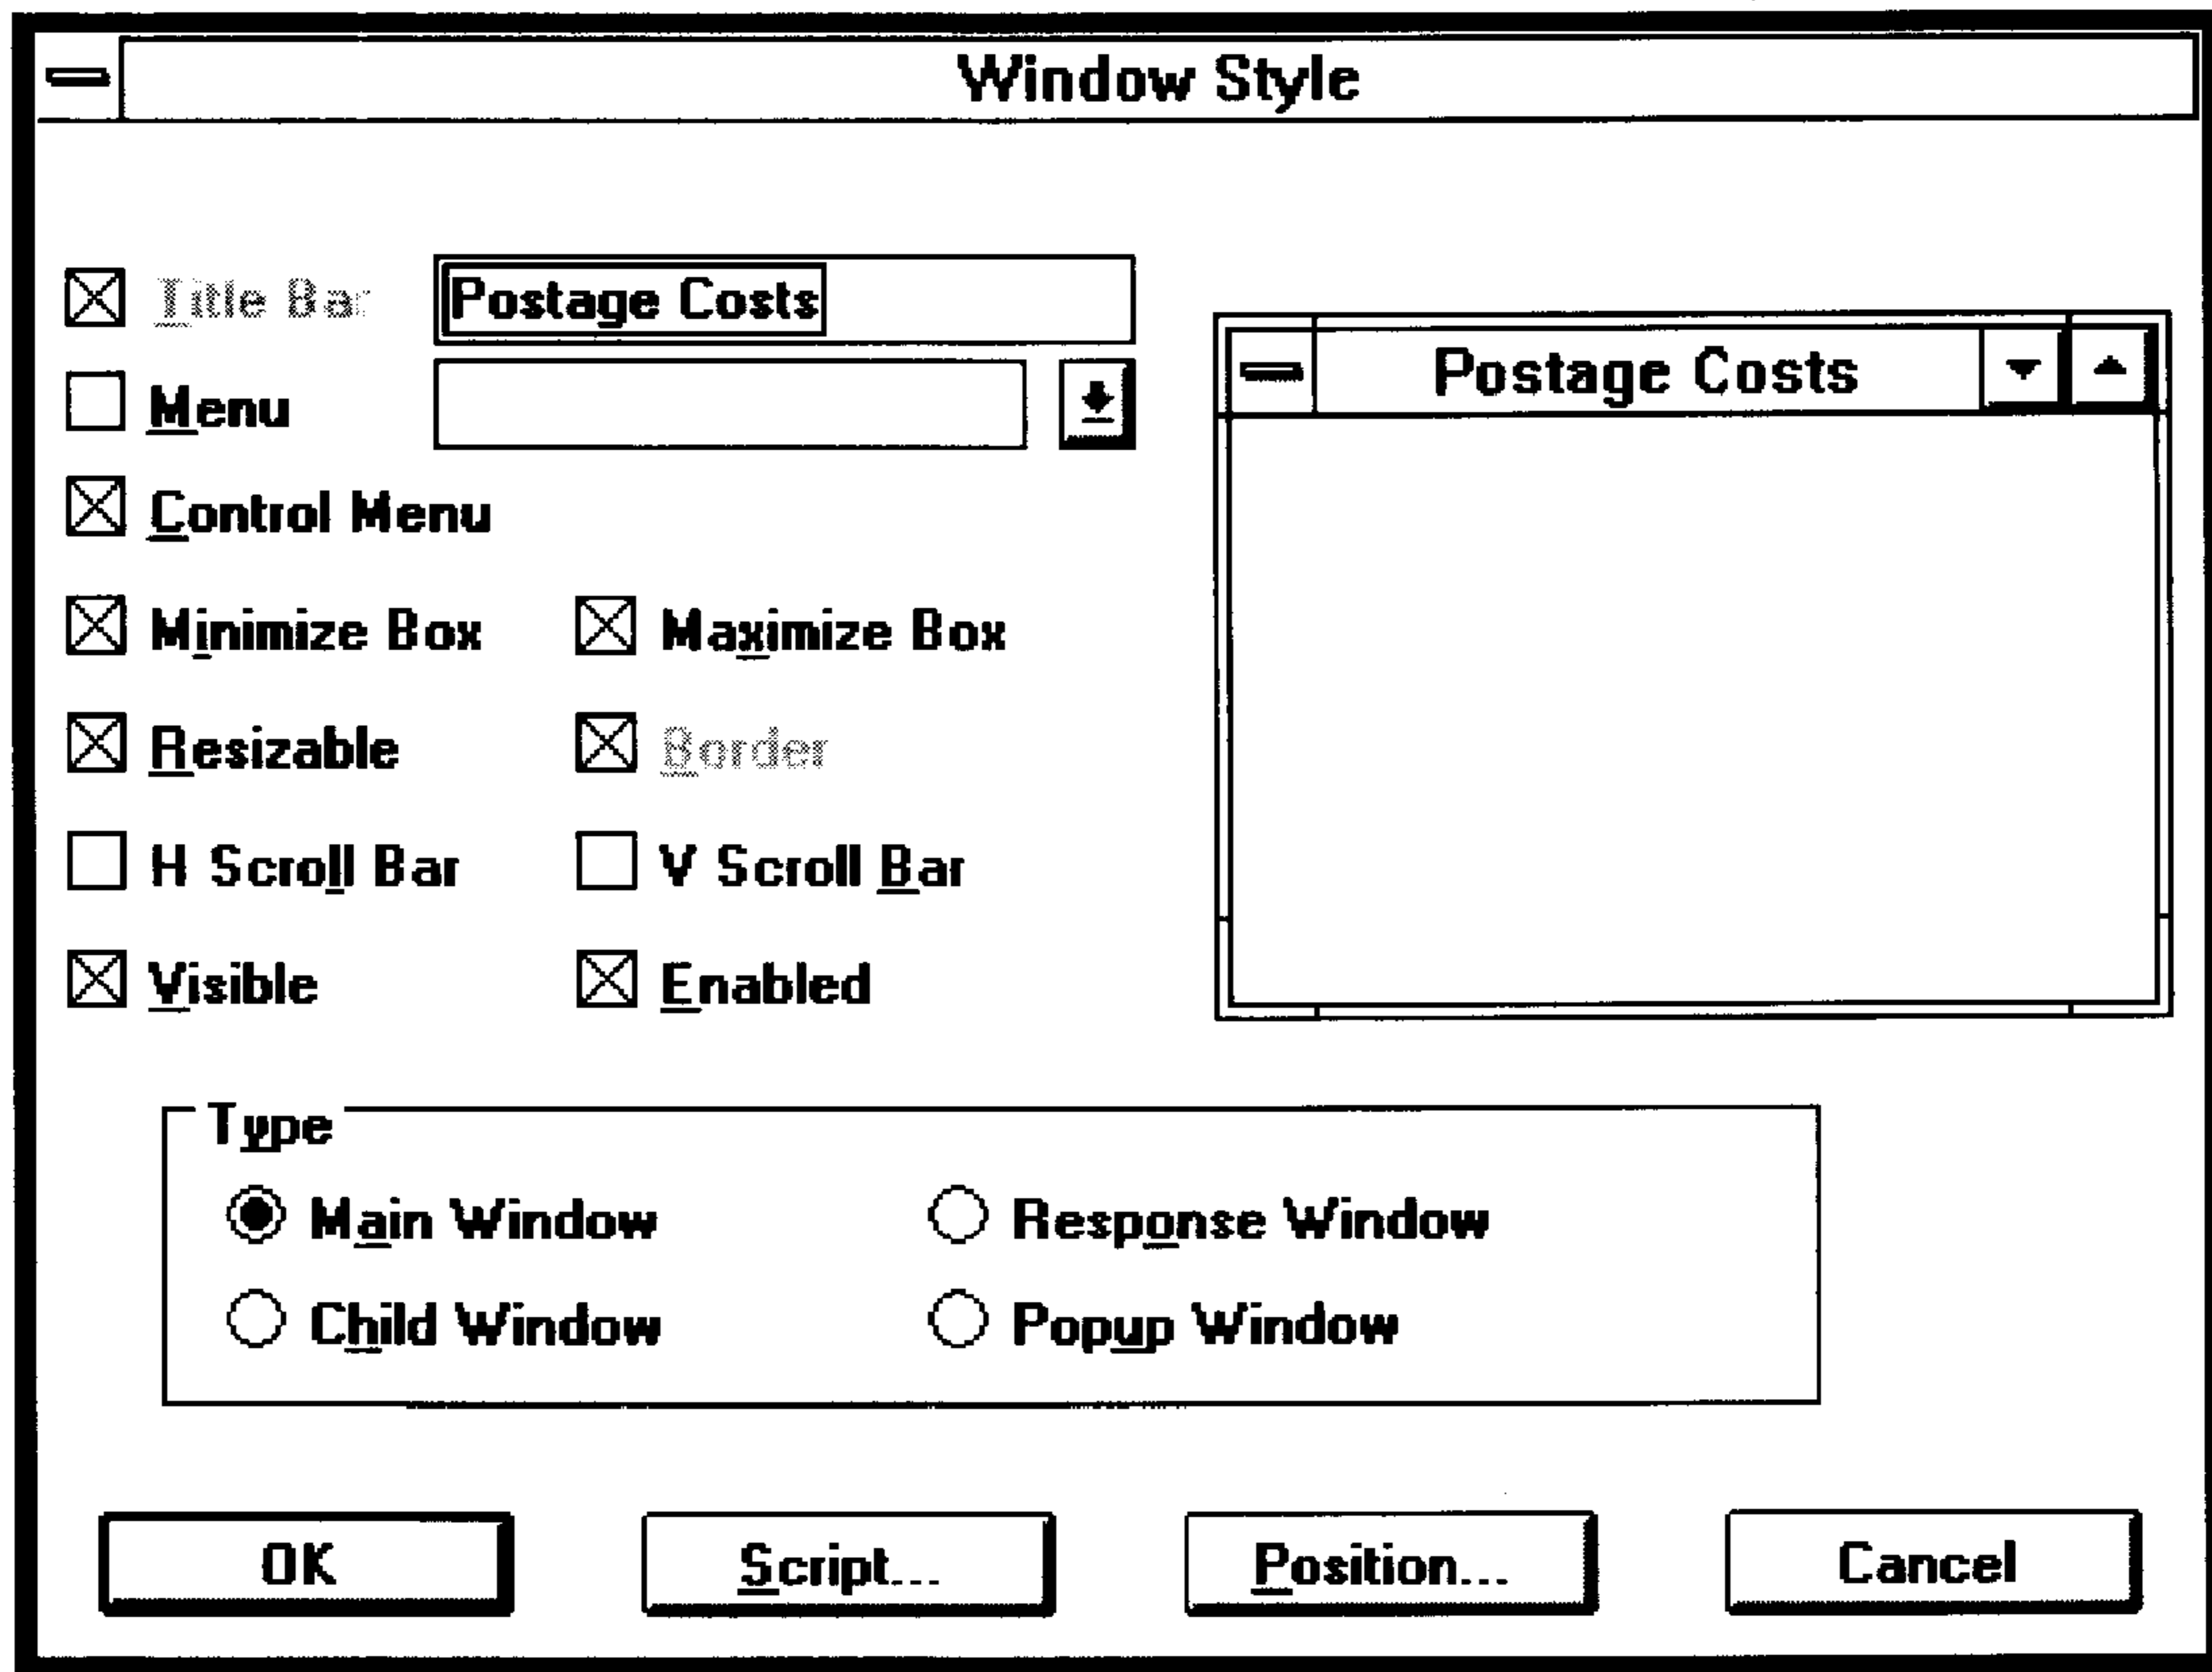 Window Style
Title Bar Postage Costs
Postage Costs
Menu
Control Menu
Minimize Box Maximize Box
Resizable Border
H Scroll Bar V Scroll Bar
Visible Enabled
Type
Main Window Response Window
Child Window Popup Window
OK Script... Position... Cancel